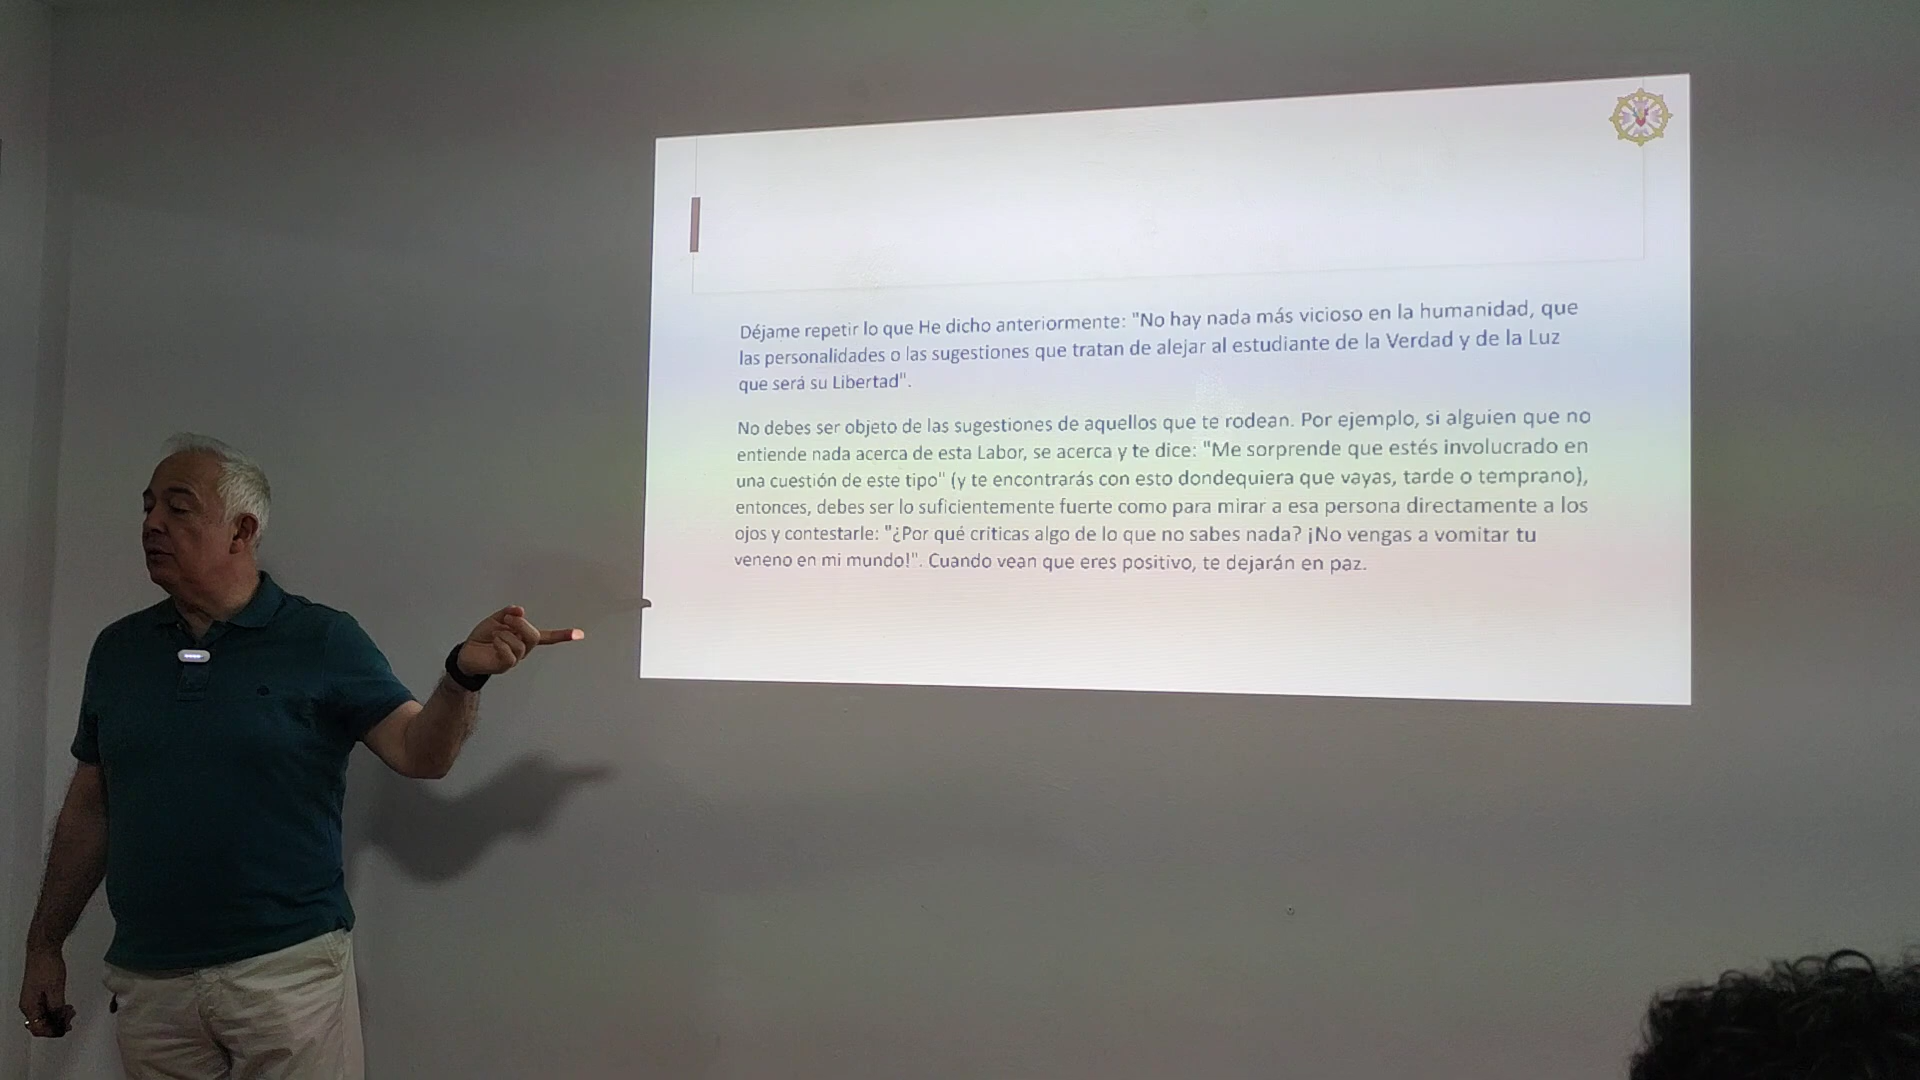 Déjame repetir lo que He dicho anteriormente: "No hay nada más vicioso en la humanidad, que
las personalidades o las sugestiones que tratan de alejar al estudiante de la Verdad y de la Luz
que será su Libertad".
No debes ser objeto de las sugestiones de aquellos que te rodean. Por ejemplo, si alguien que no
entiende nada acerca de esta Labor, se acerca y te dice: "Me sorprende que estés involucrado en
una cuestión de este tipo" (y te encontrarás con esto dondequiera que vayas, tarde o temprano),
entonces, debes ser lo suficientemente fuerte como para mirar a esa persona directamente a los
ojos y contestarle: "¿Por qué criticas algo de lo que no sabes nada? ¡No vengas a vomitar tu
veneno en mi mundo!". Cuando vean que eres positivo, te dejarán en paz.